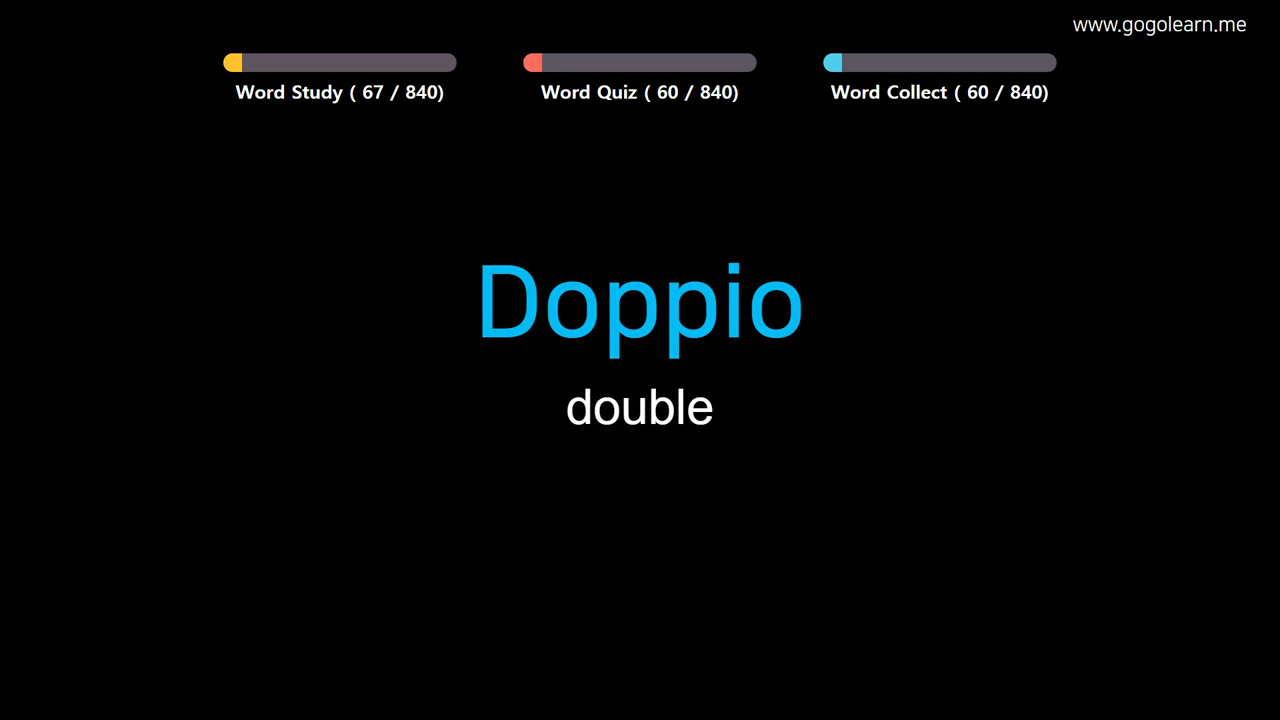 www.gogolearn.me
Word Study ( 67 / 840)
Word Quiz ( 60 / 840)
Word Collect ( 60 / 840)
Doppio
double